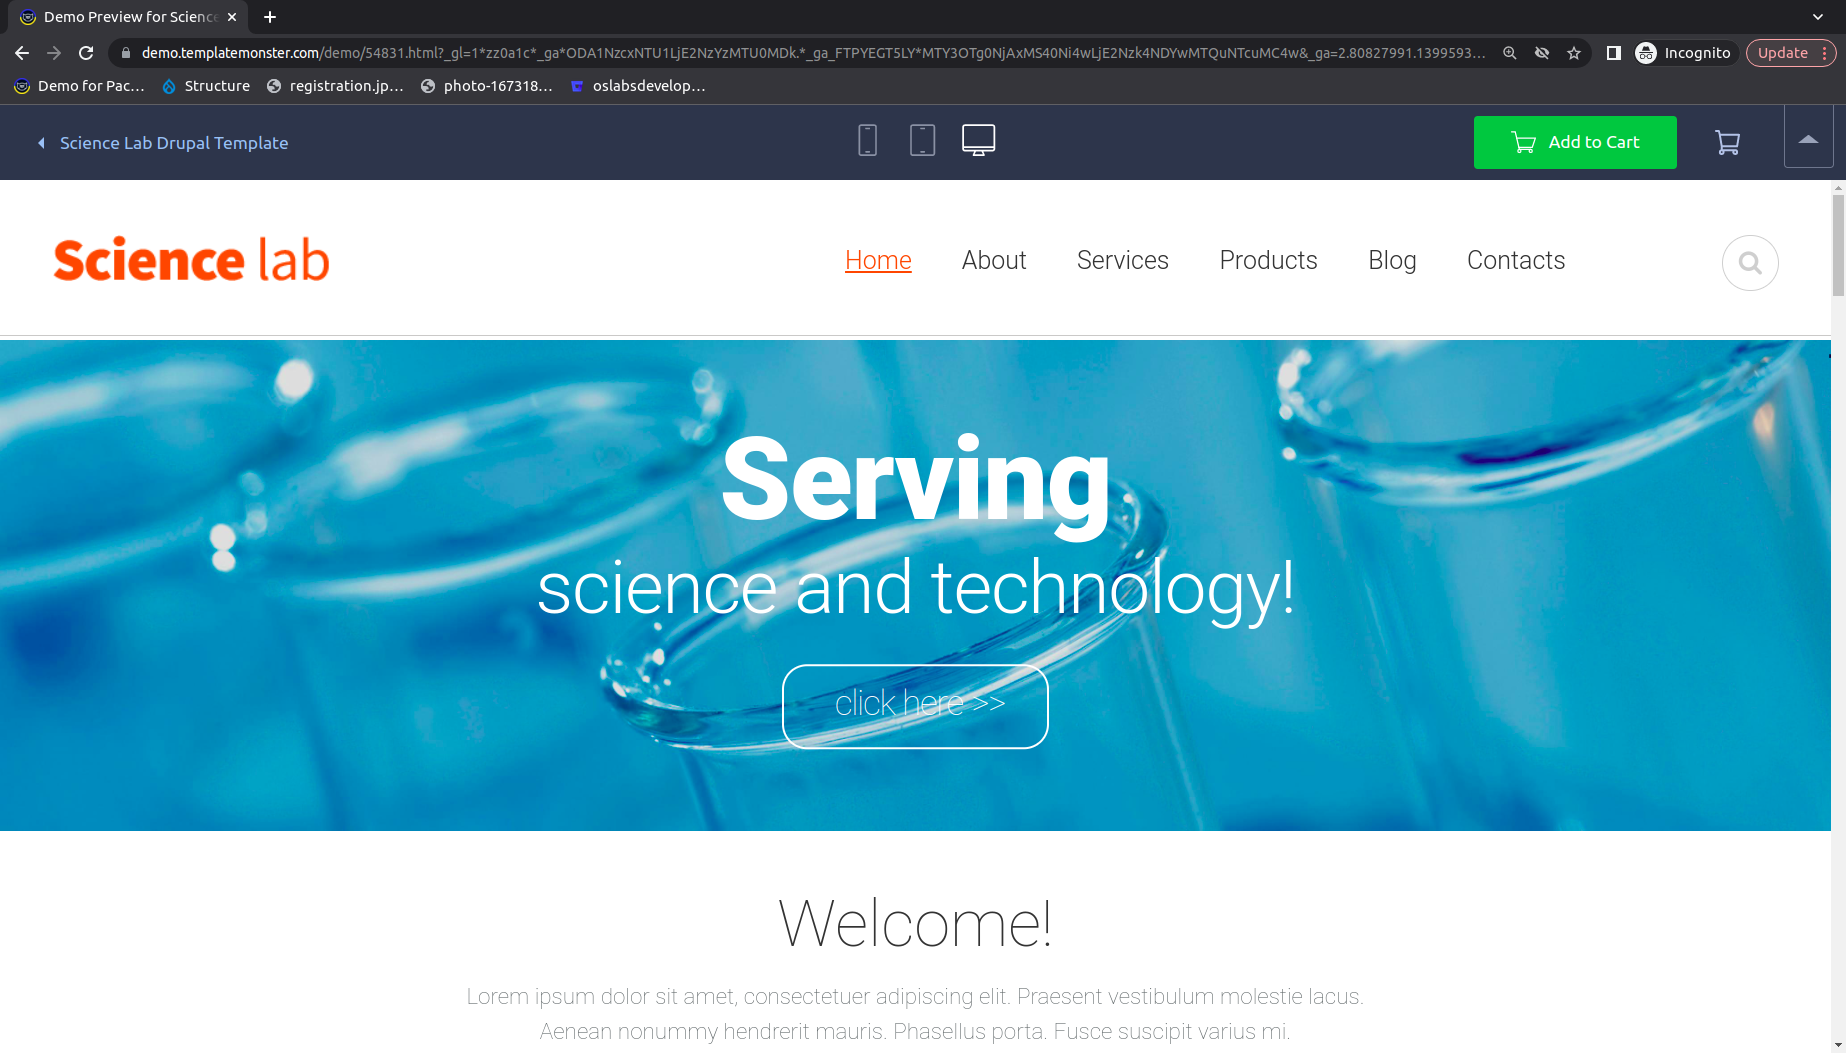 Demo Preview for Science
demo.templatemonster.com/demo/54831.html?_gl=1*zz0a1c*_ga*ODA1NzcxNTU1LjE2NzYzMTU0MDk.*_ga_FTPYEGT5LY*MTY3OTg0NjAxMS40Ni4wLjE2Nzk4NDYwMTQuNTcuMC4w&_ga=2.80827991.1399593...
Incognito
Update
Demo for Pac...
Structure
registration.jp...
photo-167318...
oslabsdevelop...
Science Lab Drupal Template
Add to Cart
Science lab
Home About Services Products Blog Contacts
Serving
science and technology!
click here >>
Welcome!
Lorem ipsum dolor sit amet, consectetuer adipiscing elit. Praesent vestibulum molestie lacus.
Aenean nonummy hendrerit mauris. Phasellus porta. Fusce suscipit varius mi.